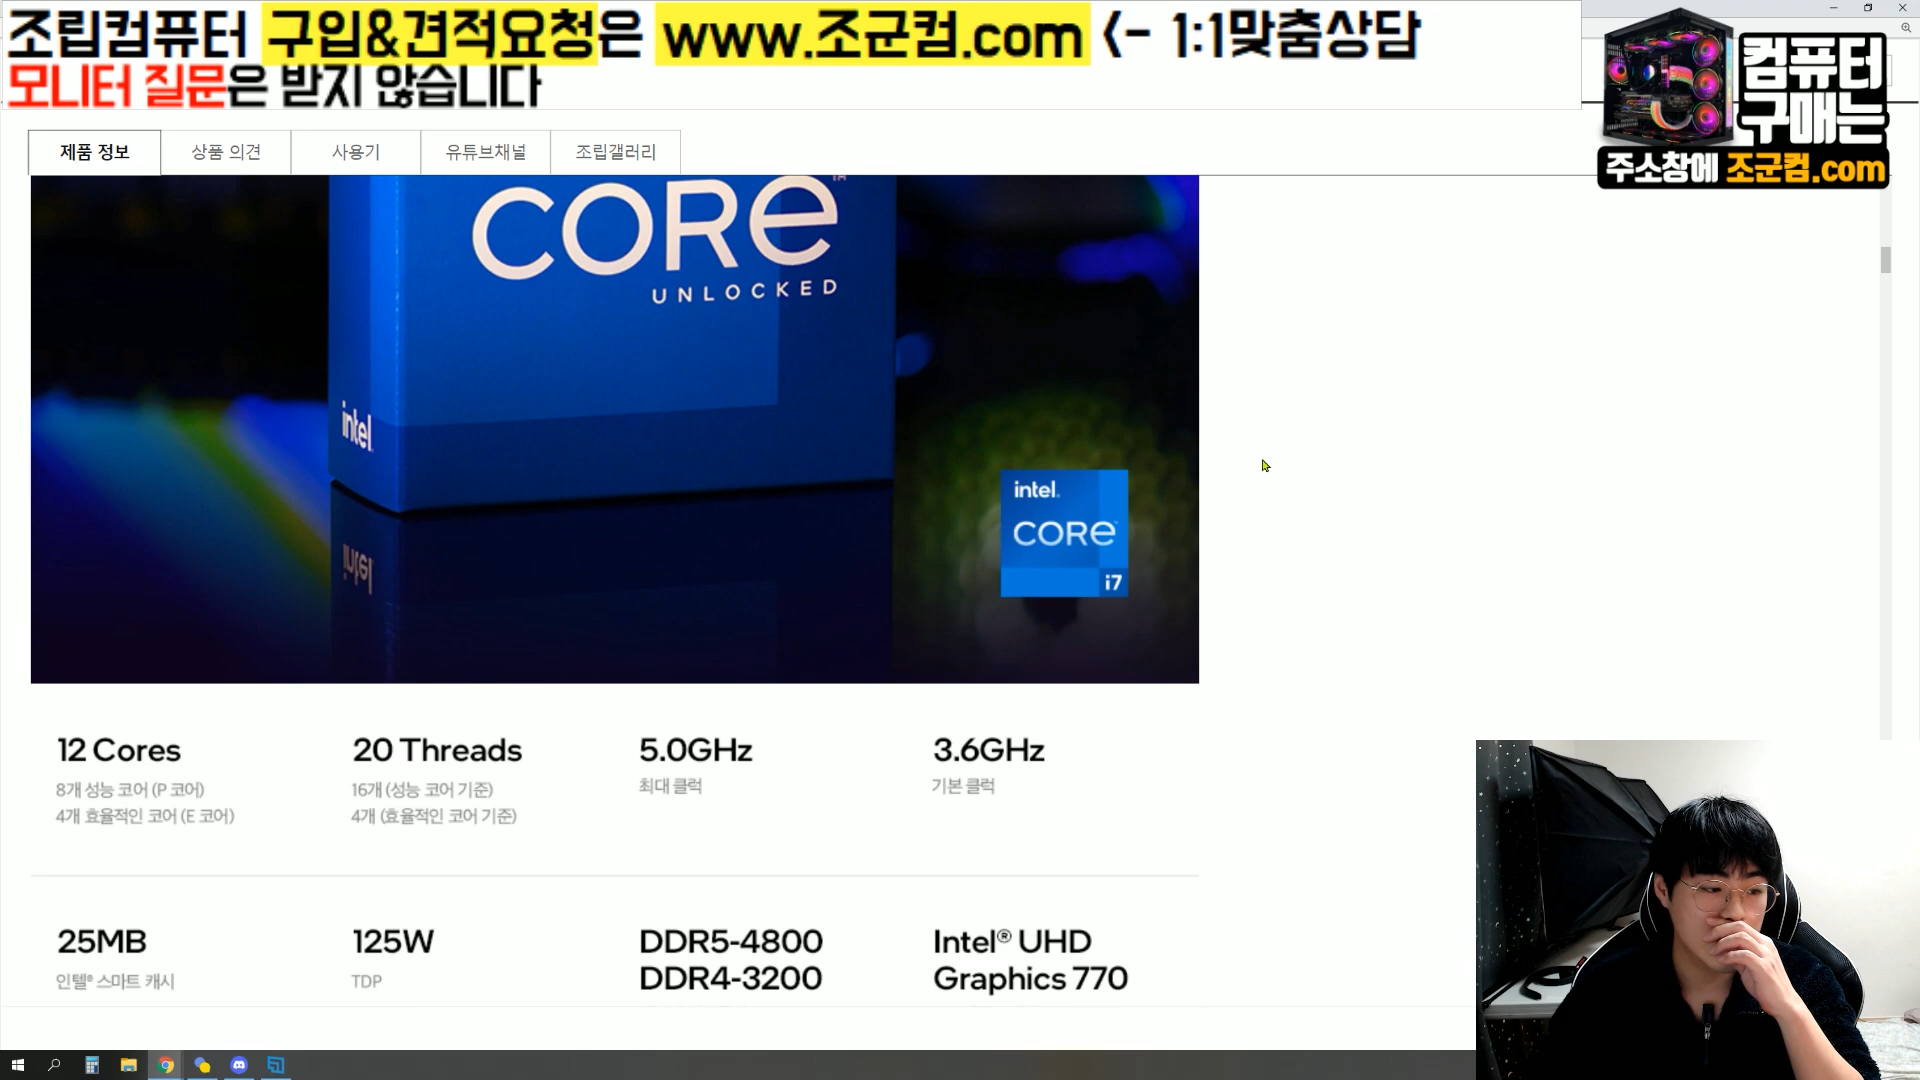 조립컴퓨터 구입&견적요청은 www.조군컴.com <- 1:1맞춤상담
모니터 질문은 받지 않습니다
컴퓨터
구매는
주소창에 조군컴.com
제품 정보
상품 의견
사용기
유튜브채널
조립갤러리
CORE
UNLOCKED
intel.
intel.
CORE
i7
12 Cores
8개 성능 코어 (P 코어)
4개 효율적인 코어 (E 코어)
20 Threads
16개 (성능 코어 기준)
4개 (효율적인 코어 기준)
5.0GHz
최대 클럭
3.6GHz
기본 클럭
25MB
인텔® 스마트 캐시
125W
TDP
DDR5-4800
DDR4-3200
Intel® UHD
Graphics 770